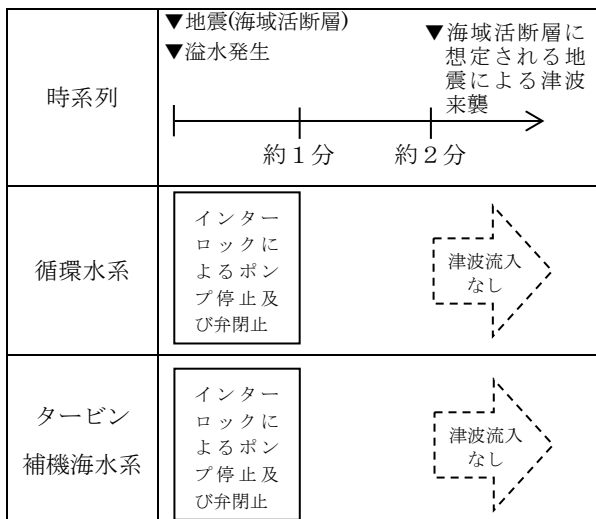 時系列
▼地震(海域活断層)
▼溢水発生
▼海域活断層に
想定される地
震による津波
来襲
約１分
約２分
循環水系
インター
ロックに
よるポン
プ停止及
び弁閉止
津波流入
なし
タービン
補機海水系
インター
ロックに
よるポン
プ停止及
び弁閉止
津波流入
なし